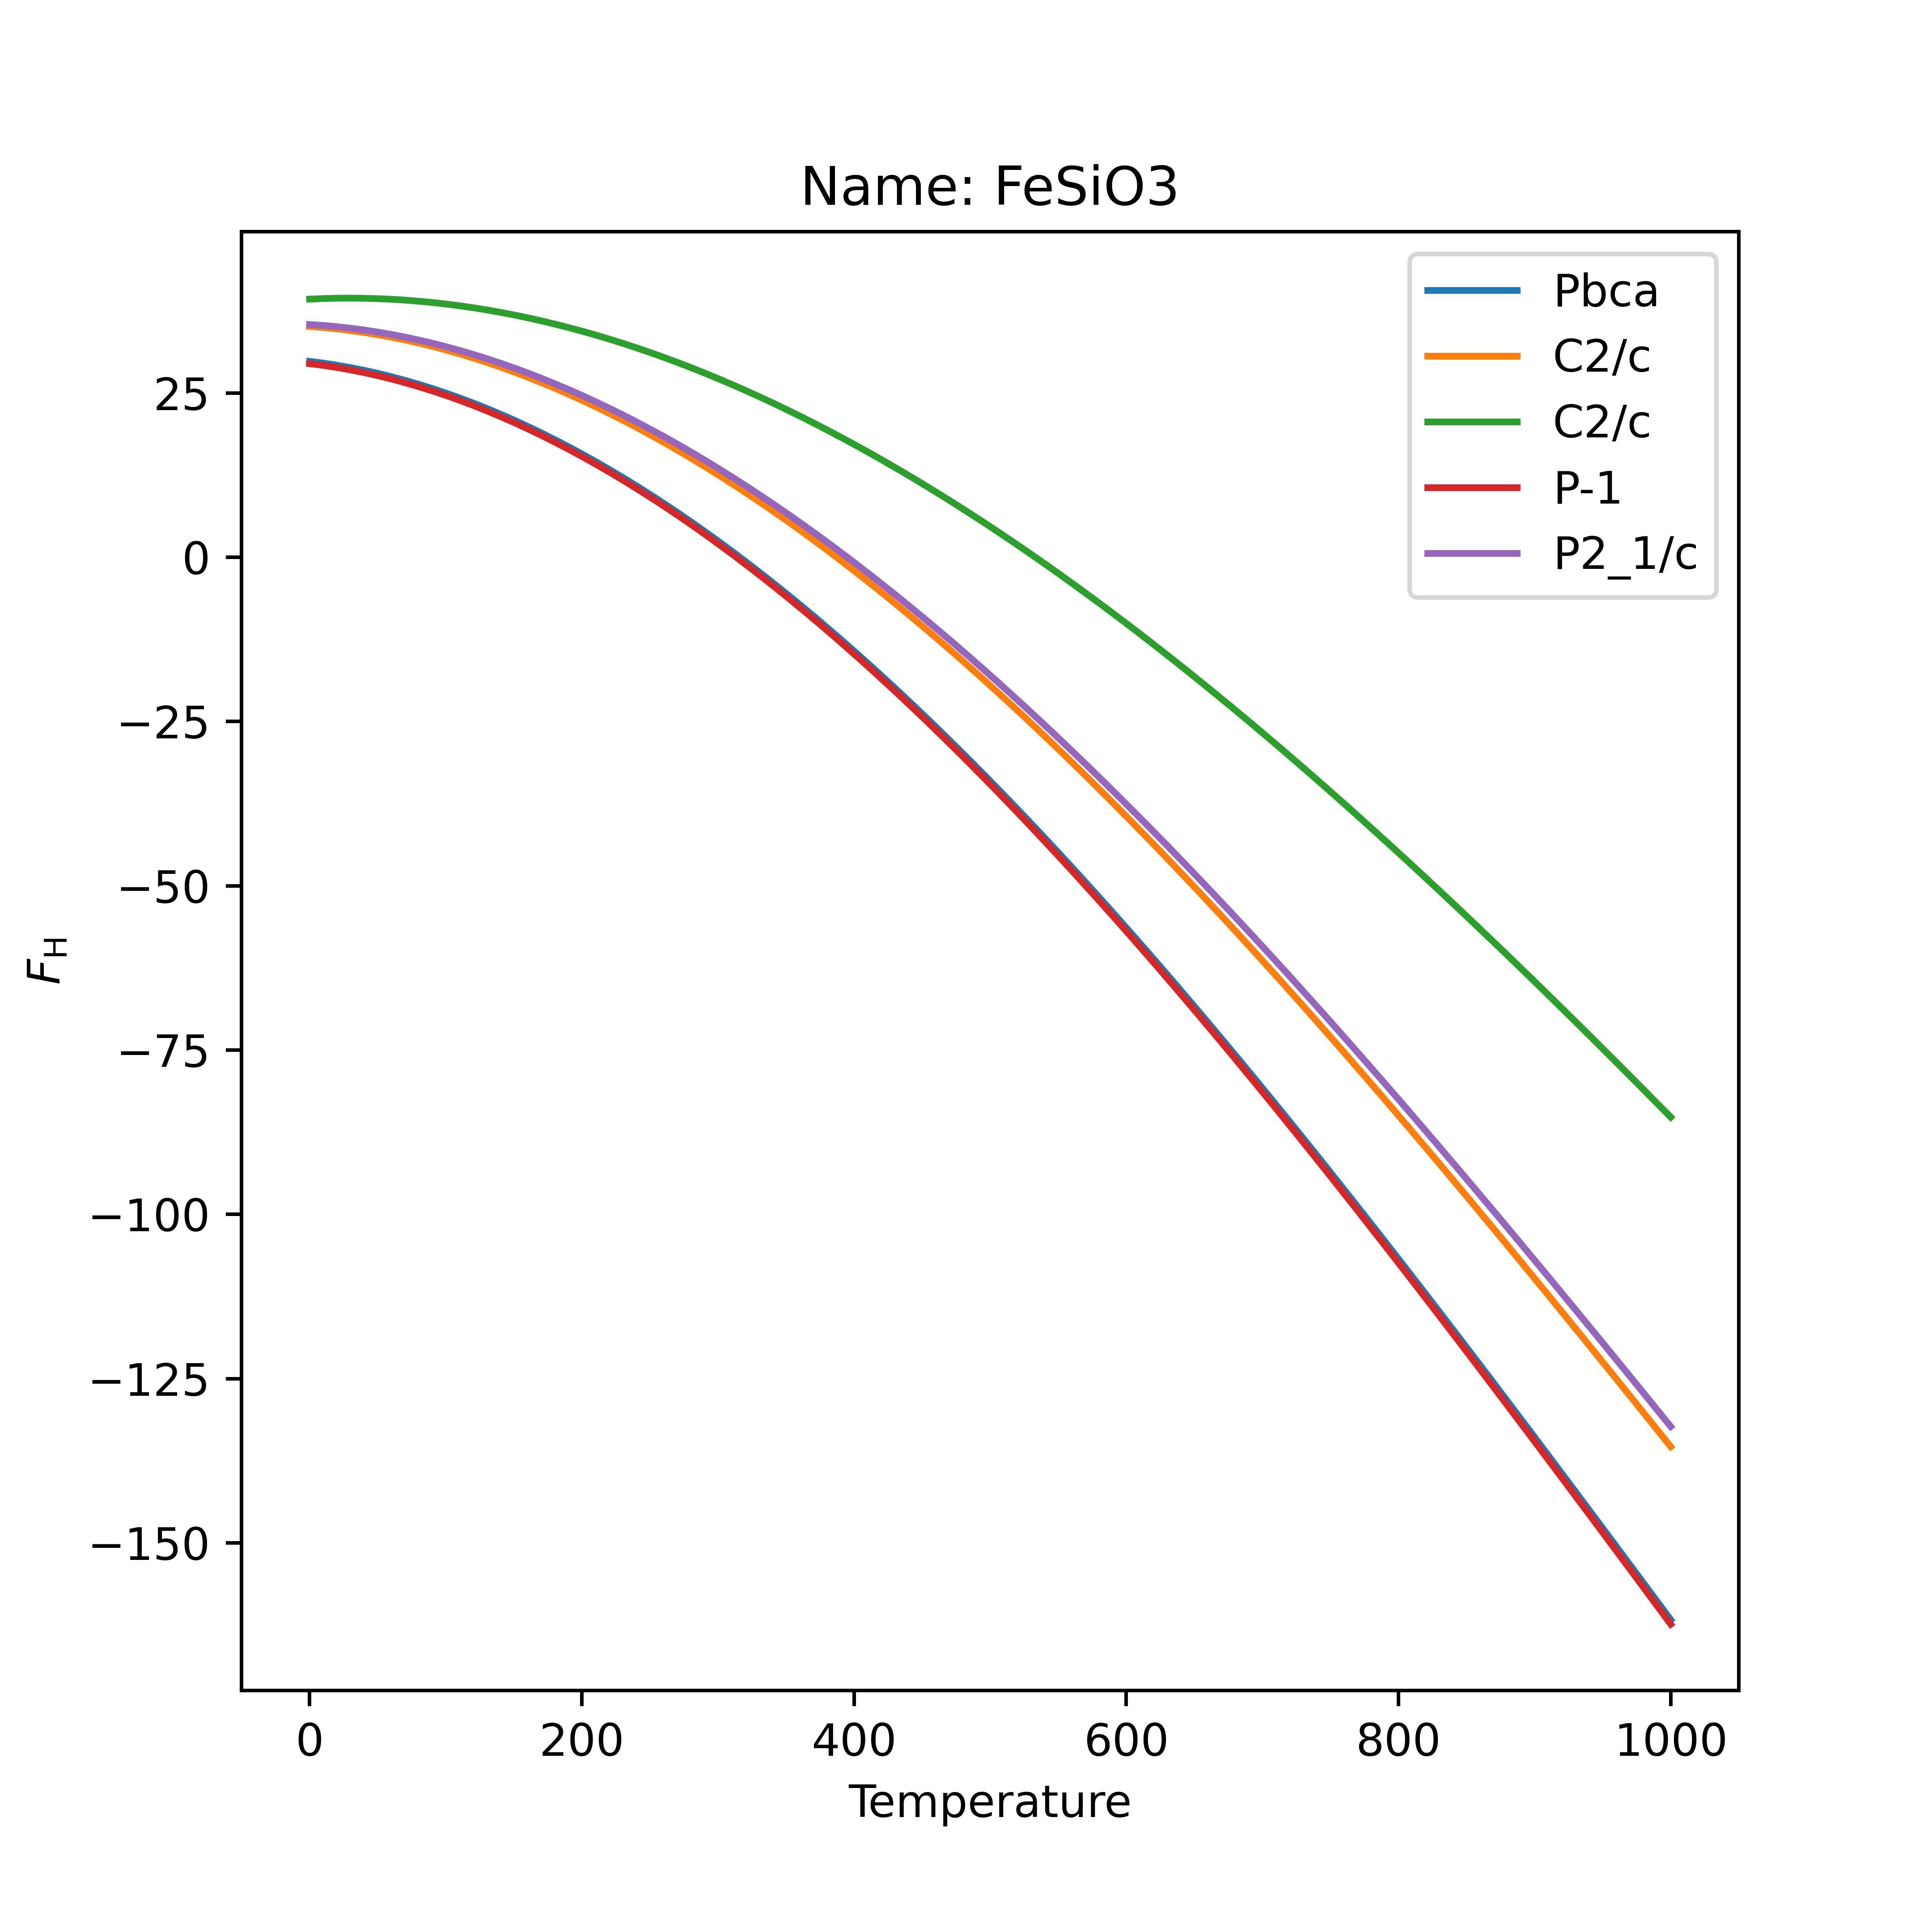 Name: FeSiO3
Pbca
C2/c
C2/c
P-1
P2_1/c
25
0
−25
−50
−75
−100
−125
−150
F_H
0 200 400 600 800 1000
Temperature